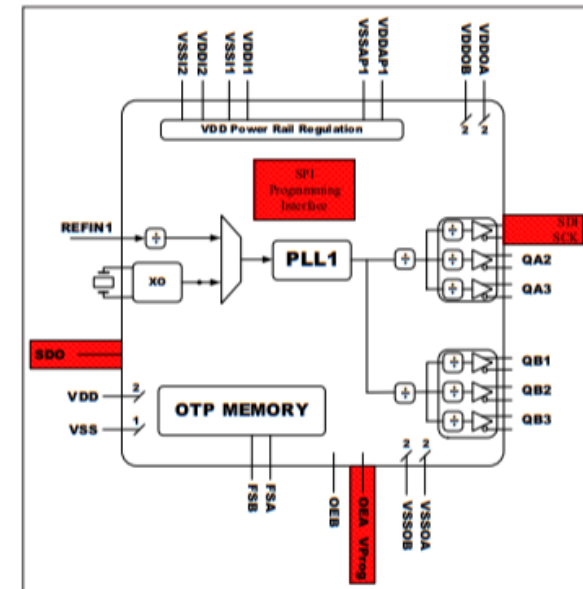 VSSI2
VDDI2
VSSI1
VDDI1
VSSAP1
VDDAP1
VDDOB
VDDOA
2
2
VDD Power Rail Regulation
SPI
Programming
Interface
REFIN1
÷
XO
PLL1
÷
÷
÷
÷
SDI
SCK
QA2
QA3
SDO
VDD
2
VSS
1
OTP MEMORY
÷
÷
÷
÷
QB1
QB2
QB3
2
2
FSB
FSA
OEB
OEA VProg
VSSOB
VSSOA